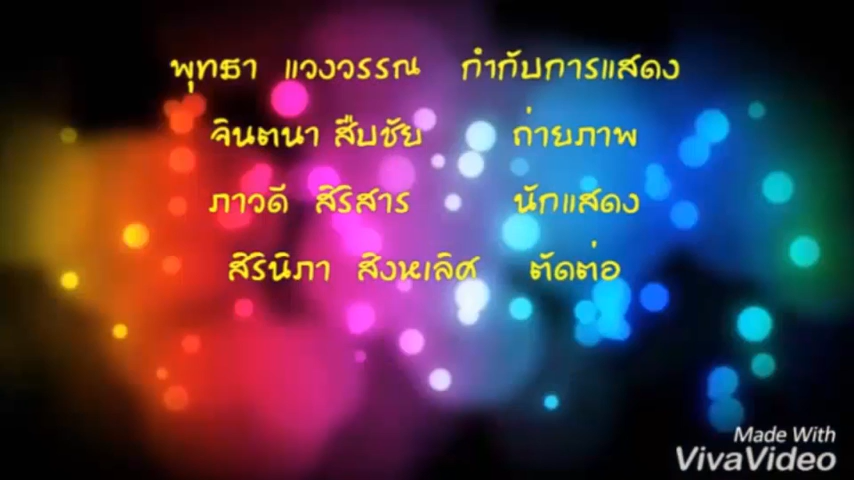 พุทธา แวงวรรณ กำกับการแสดง
จินตนา สืบชัย ถ่ายภาพ
ภาวดี สิริสาร นักแสดง
สิรินิภา สิงหเลิศ ตัดต่อ
Made With
VivaVideo